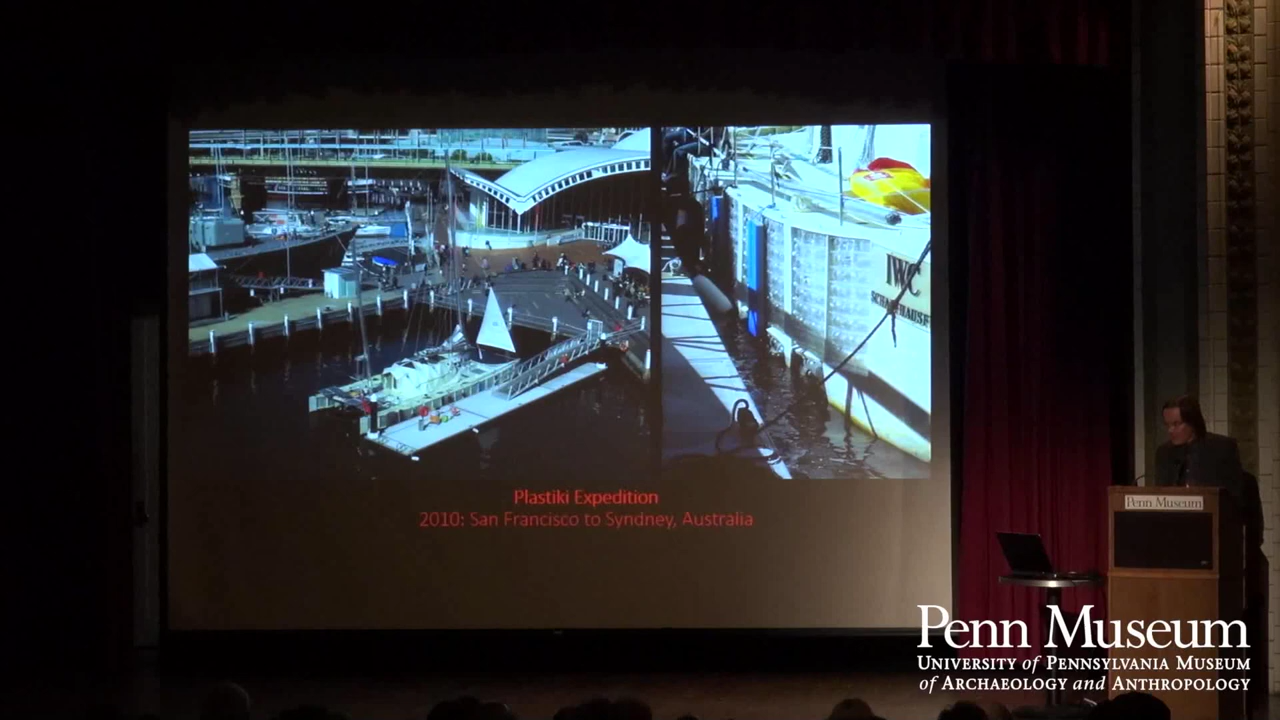 IWC
SCHAFFHAUSEN
Plastiki Expedition
2010: San Francisco to Syndney, Australia
Penn Museum
Penn Museum
UNIVERSITY of PENNSYLVANIA MUSEUM
of ARCHAEOLOGY and ANTHROPOLOGY